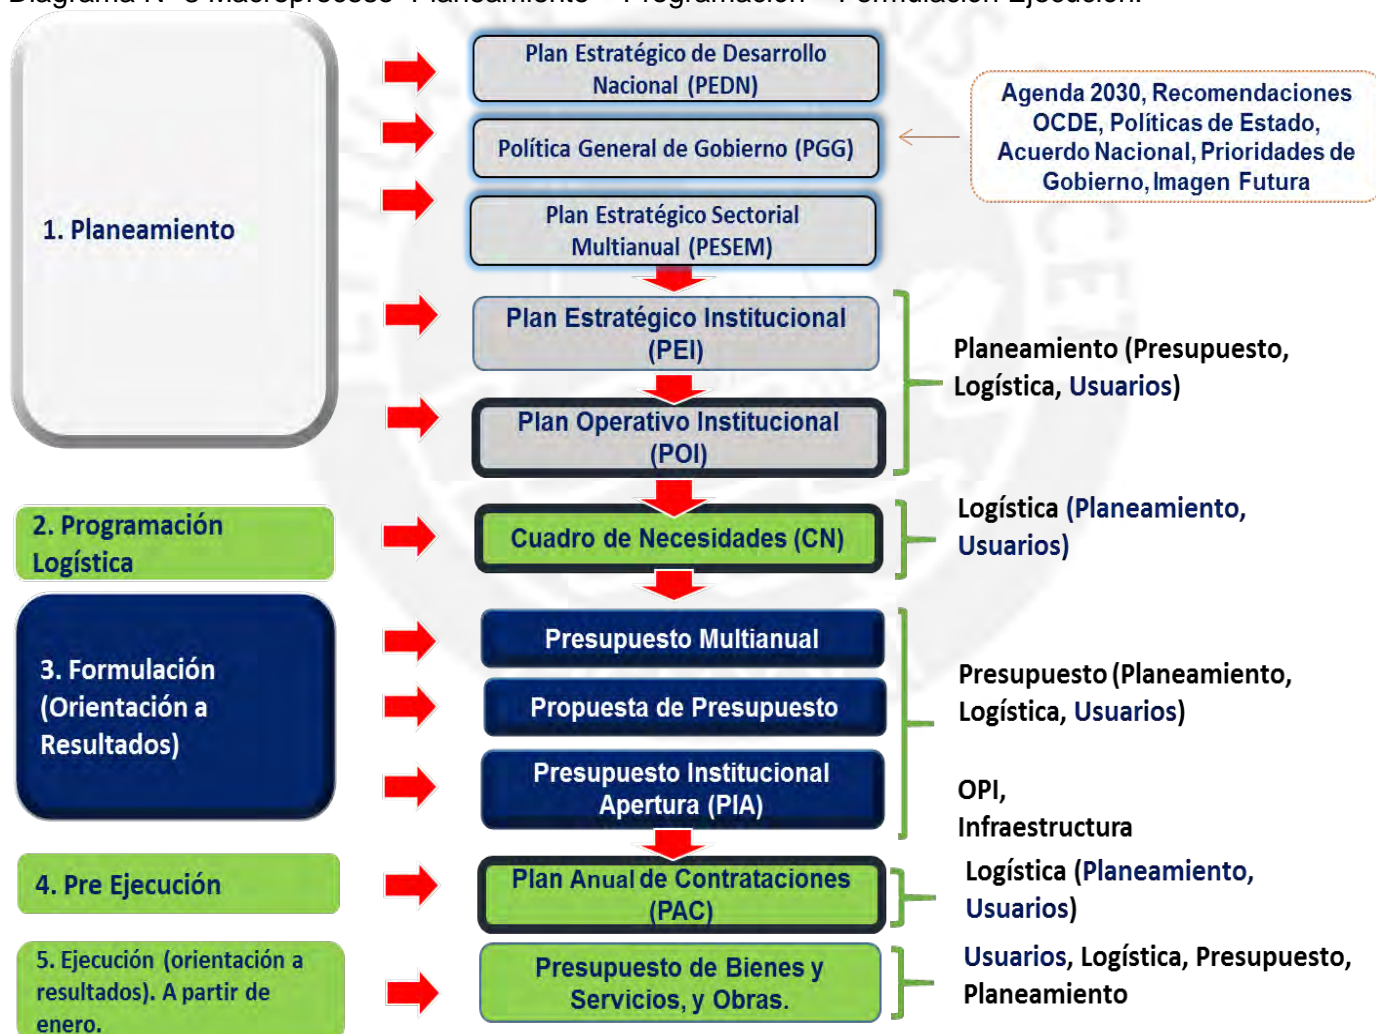 1. Planeamiento
Plan Estratégico de Desarrollo
Nacional (PEDN)
Política General de Gobierno (PGG)
Agenda 2030, Recomendaciones
OCDE, Políticas de Estado,
Acuerdo Nacional, Prioridades de
Gobierno, Imagen Futura
Plan Estratégico Sectorial
Multianual (PESEM)
Plan Estratégico Institucional
(PEI)
Plan Operativo Institucional
(POI)
Planeamiento (Presupuesto,
Logística, Usuarios)
2. Programación
Logística
Cuadro de Necesidades (CN)
Logística (Planeamiento,
Usuarios)
3. Formulación
(Orientación a
Resultados)
Presupuesto Multianual
Propuesta de Presupuesto
Presupuesto Institucional
Apertura (PIA)
Presupuesto (Planeamiento,
Logística, Usuarios)
OPI,
Infraestructura
4. Pre Ejecución
Plan Anual de Contrataciones
(PAC)
Logística (Planeamiento,
Usuarios)
5. Ejecución (orientación a
resultados). A partir de
enero.
Presupuesto de Bienes y
Servicios, y Obras.
Usuarios, Logística, Presupuesto,
Planeamiento